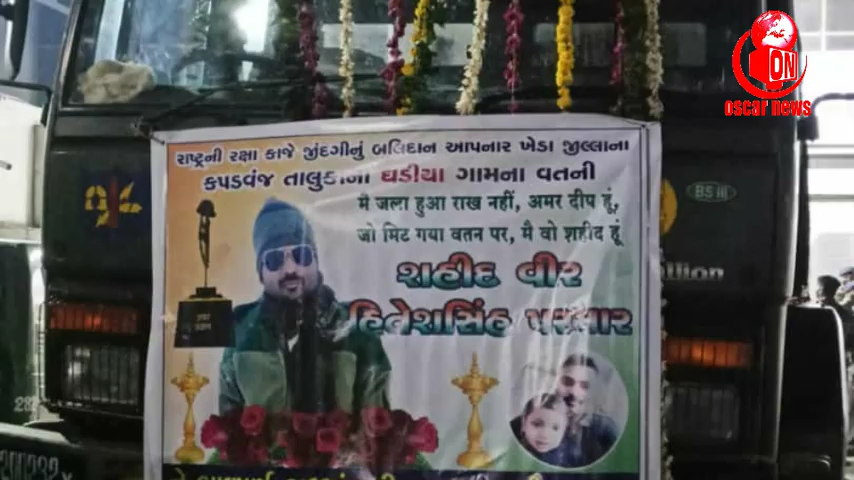 ON
OSCAR NEWS
રાષ્ટ્રની રક્ષા કાજે જીંદગીનું બલિદાન આપનાર ખેડા જીલ્લાના
કપડવંજ તાલુકાના ઘડીયા ગામના વતની
मै जला हुआ राख नहीं, अमर दीप हूं,
जो मिट गया वतन पर, मै वो शहीद हूं
શહીદ વીર
હિતેશસિંહ પરમાર
BS III